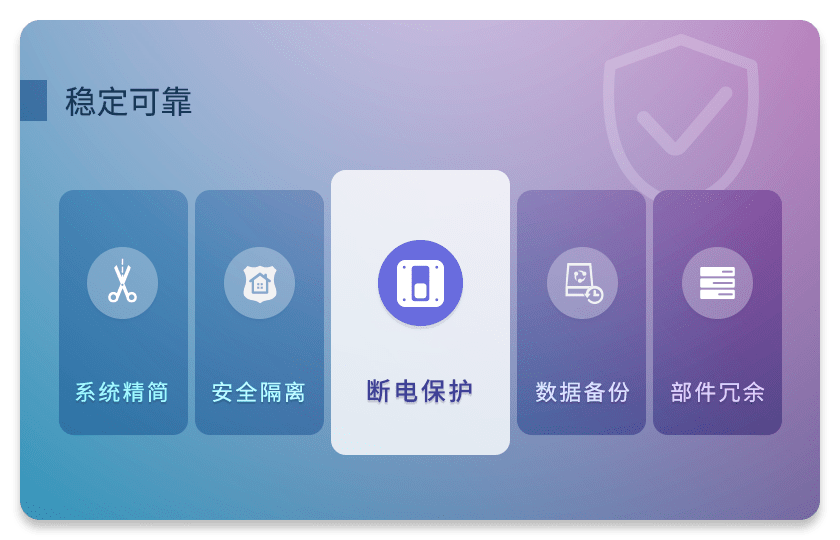 稳定可靠
系统精简
安全隔离
断电保护
数据备份
部件冗余